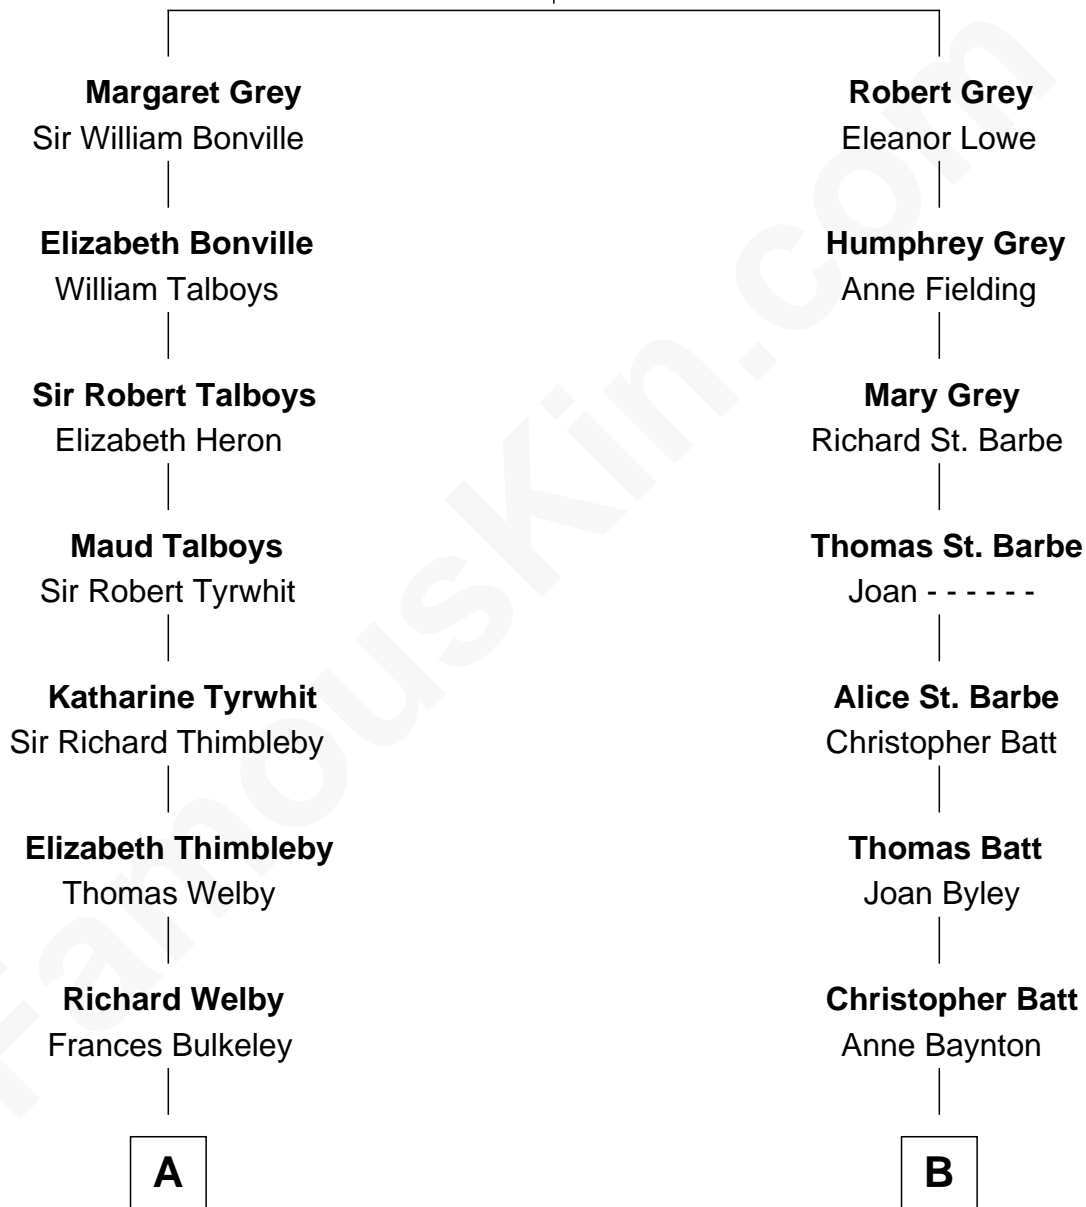 Margaret Grey
Sir William Bonville
Elizabeth Bonville
William Talboys
Sir Robert Talboys
Elizabeth Heron
Maud Talboys
Sir Robert Tyrwhit
Katharine Tyrwhit
Sir Richard Thimbleby
Elizabeth Thimbleby
Thomas Welby
Richard Welby
Frances Bulkeley
A
Robert Grey
Eleanor Lowe
Humphrey Grey
Anne Fielding
Mary Grey
Richard St. Barbe
Thomas St. Barbe
Joan - - - - - -
Alice St. Barbe
Christopher Batt
Thomas Batt
Joan Byley
Christopher Batt
Anne Baynton
B
FamousKin.com